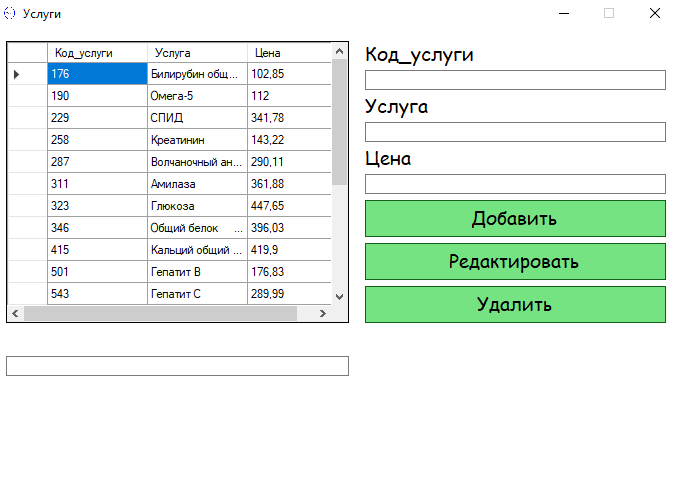 Услуги
Код_услуги Услуга Цена
176 Билирубин общ... 102,85
190 Омега-5 112
229 СПИД 341,78
258 Креатинин 143,22
287 Волчаночный ан... 290,11
311 Амилаза 361,88
323 Глюкоза 447,65
346 Общий белок ... 396,03
415 Кальций общий ... 419,9
501 Гепатит В 176,83
543 Гепатит С 289,99
Код_услуги
Услуга
Цена
Добавить
Редактировать
Удалить